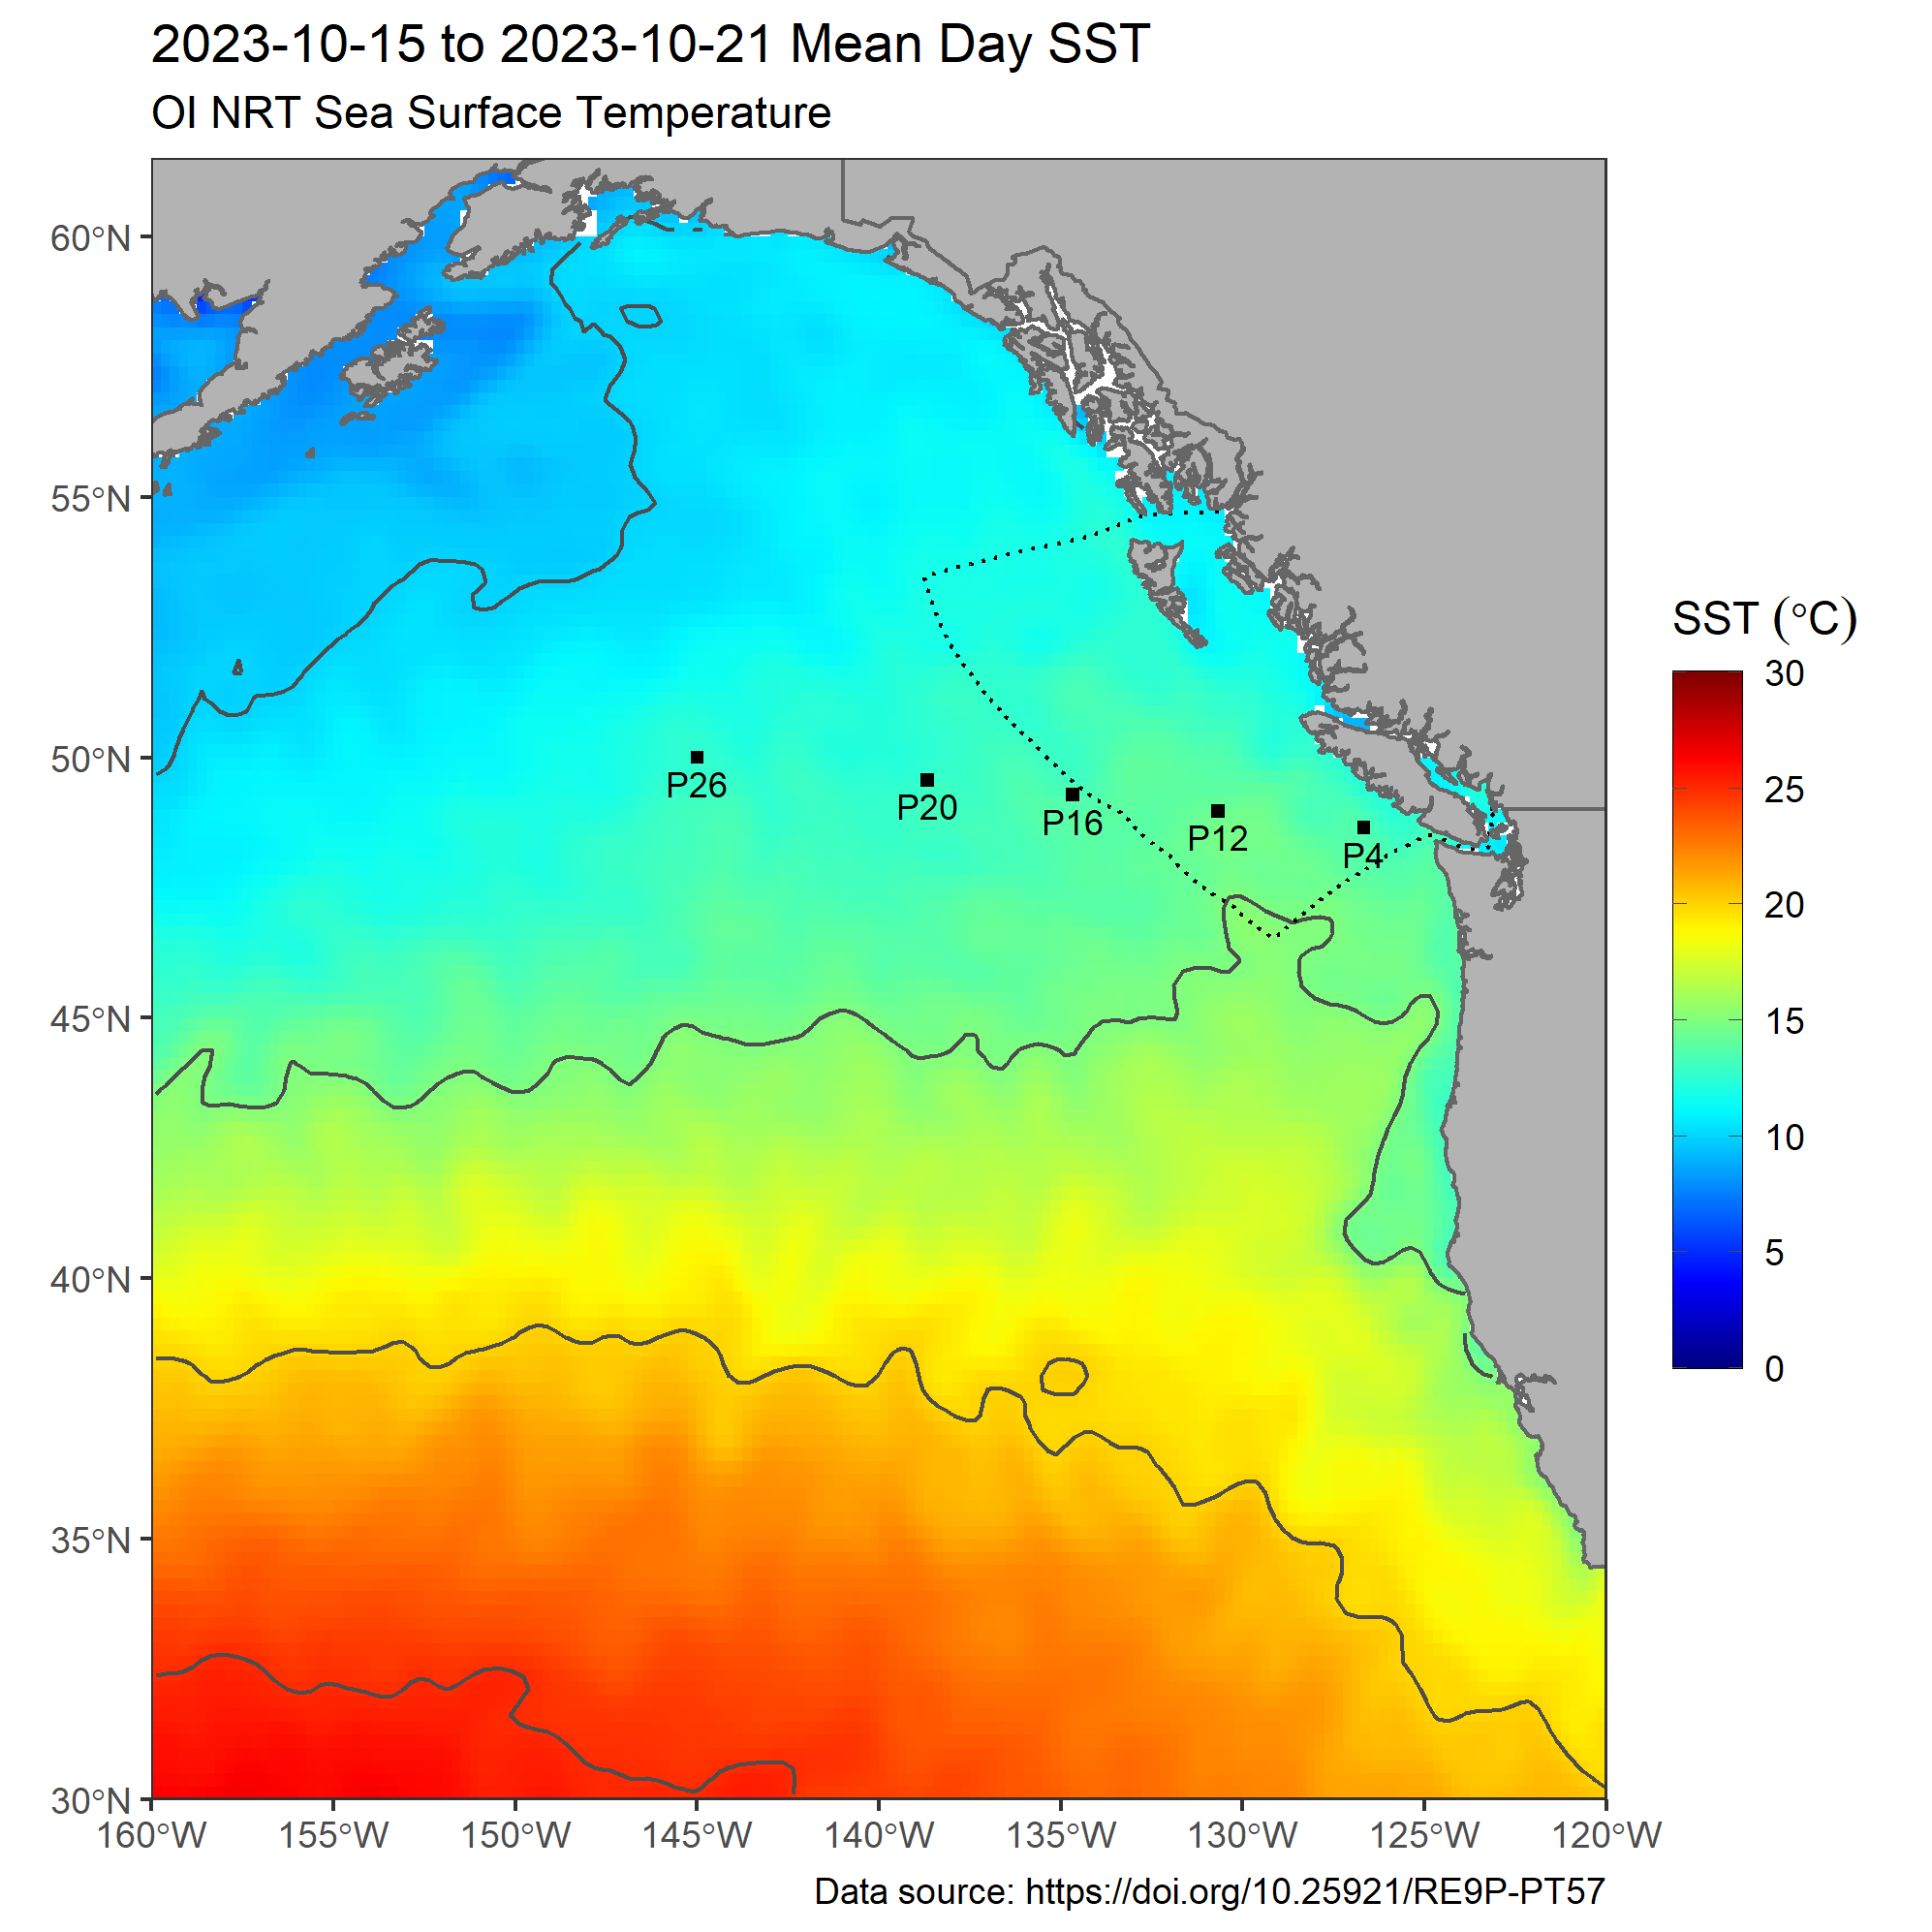 2023-10-15 to 2023-10-21 Mean Day SST
OI NRT Sea Surface Temperature
60°N
55°N
50°N
45°N
40°N
35°N
30°N
P26
P20
P16
P12
P4
SST (°C)
30
25
20
15
10
5
0
160°W 155°W 150°W 145°W 140°W 135°W 130°W 125°W 120°W
Data source: https://doi.org/10.25921/RE9P-PT57